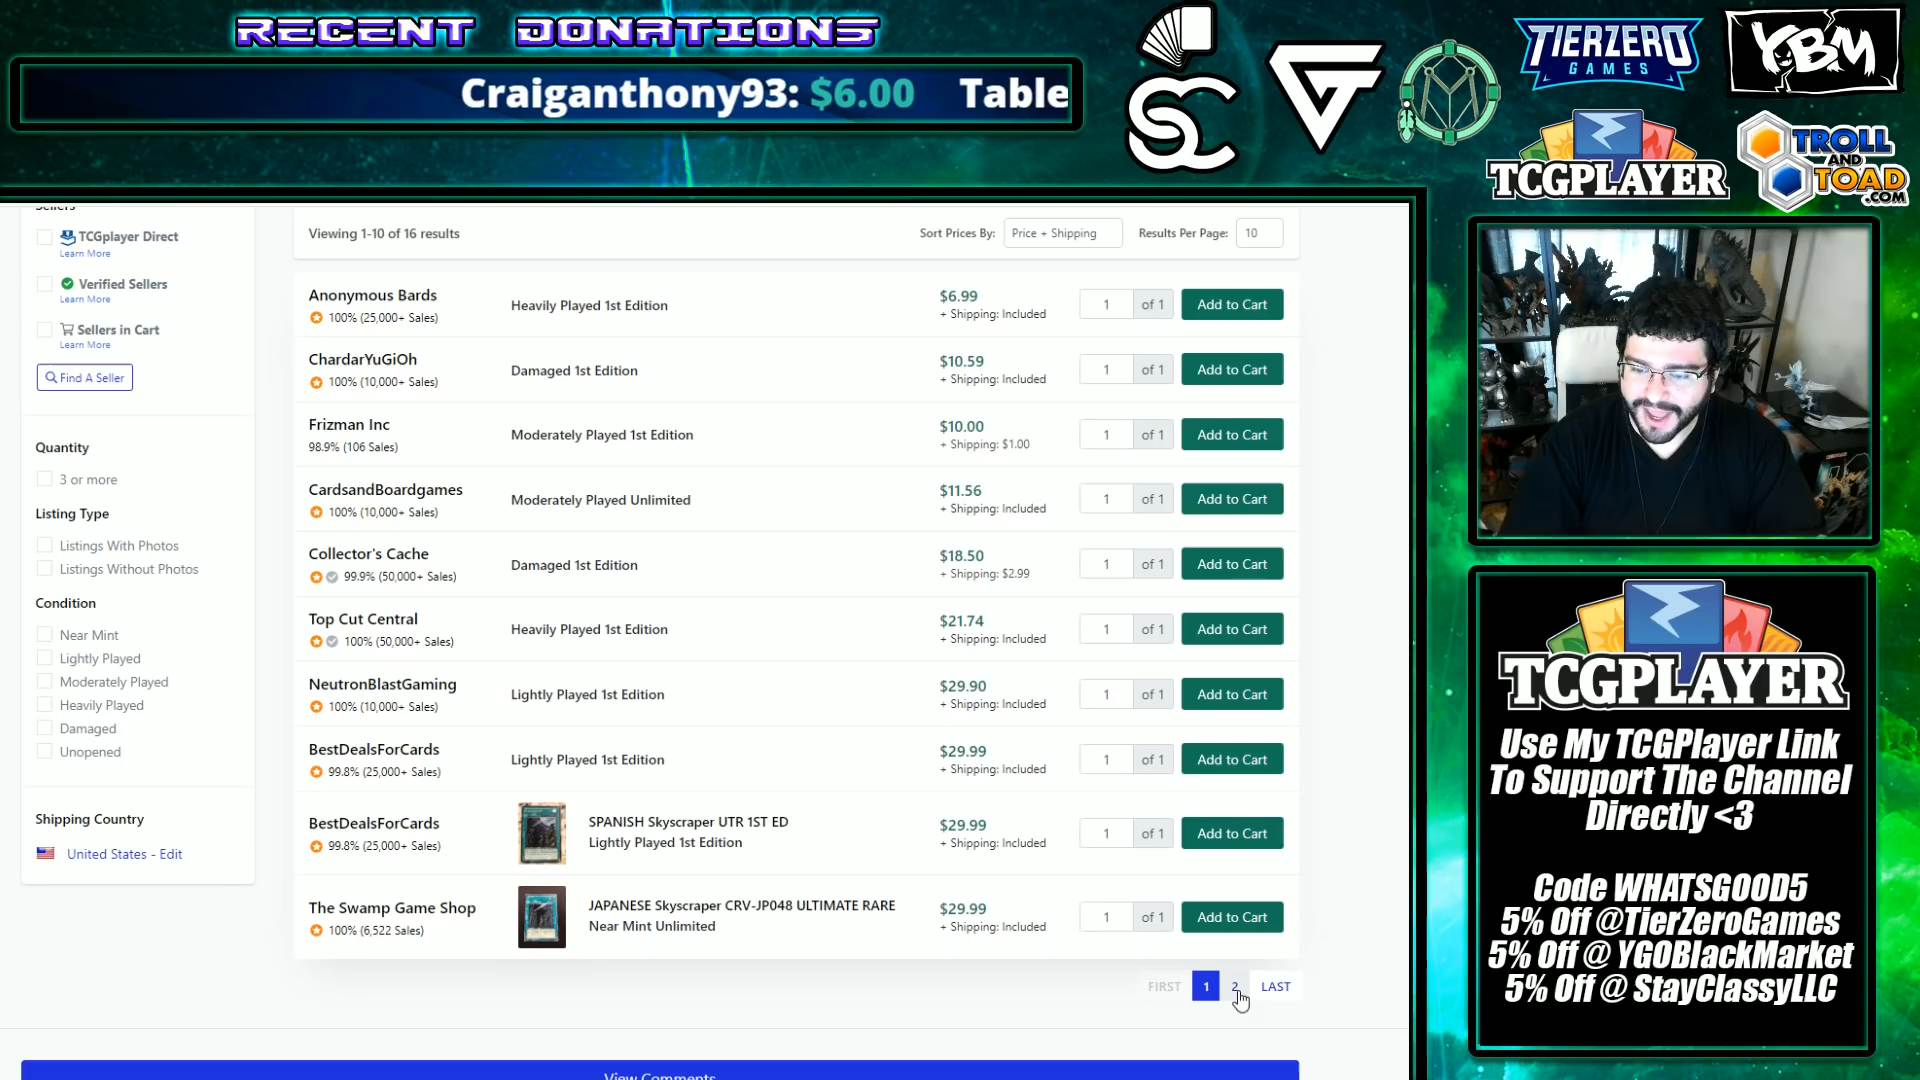 RECENT DONATIONS
Craiganthony93: $6.00 Table
SC
TIERZERO
GAMES
YBM
TCGPLAYER
TROLL
AND
TOAD
.COM
Sellers
TCGplayer Direct
Learn More
Verified Sellers
Learn More
Sellers in Cart
Learn More
Find A Seller
Quantity
3 or more
Listing Type
Listings With Photos
Listings Without Photos
Condition
Near Mint
Lightly Played
Moderately Played
Heavily Played
Damaged
Unopened
Shipping Country
United States - Edit
Viewing 1-10 of 16 results
Sort Prices By: Price + Shipping Results Per Page: 10
Anonymous Bards
100% (25,000+ Sales)
Heavily Played 1st Edition
$6.99
+ Shipping: Included
1 of 1 Add to Cart
ChardarYuGiOh
100% (10,000+ Sales)
Damaged 1st Edition
$10.59
+ Shipping: Included
1 of 1 Add to Cart
Frizman Inc
98.9% (106 Sales)
Moderately Played 1st Edition
$10.00
+ Shipping: $1.00
1 of 1 Add to Cart
CardsandBoardgames
100% (10,000+ Sales)
Moderately Played Unlimited
$11.56
+ Shipping: Included
1 of 1 Add to Cart
Collector's Cache
99.9% (50,000+ Sales)
Damaged 1st Edition
$18.50
+ Shipping: $2.99
1 of 1 Add to Cart
Top Cut Central
100% (50,000+ Sales)
Heavily Played 1st Edition
$21.74
+ Shipping: Included
1 of 1 Add to Cart
NeutronBlastGaming
100% (10,000+ Sales)
Lightly Played 1st Edition
$29.90
+ Shipping: Included
1 of 1 Add to Cart
BestDealsForCards
99.8% (25,000+ Sales)
Lightly Played 1st Edition
$29.99
+ Shipping: Included
1 of 1 Add to Cart
BestDealsForCards
99.8% (25,000+ Sales)
SPANISH Skyscraper UTR 1ST ED
Lightly Played 1st Edition
$29.99
+ Shipping: Included
1 of 1 Add to Cart
The Swamp Game Shop
100% (6,522 Sales)
JAPANESE Skyscraper CRV-JP048 ULTIMATE RARE
Near Mint Unlimited
$29.99
+ Shipping: Included
1 of 1 Add to Cart
FIRST 1 2 LAST
View Comments
TCGPLAYER
Use My TCGPlayer Link
To Support The Channel
Directly <3
Code WHATSGOOD5
5% Off @TierZeroGames
5% Off @ YGOBlackMarket
5% Off @ StayClassyLLC